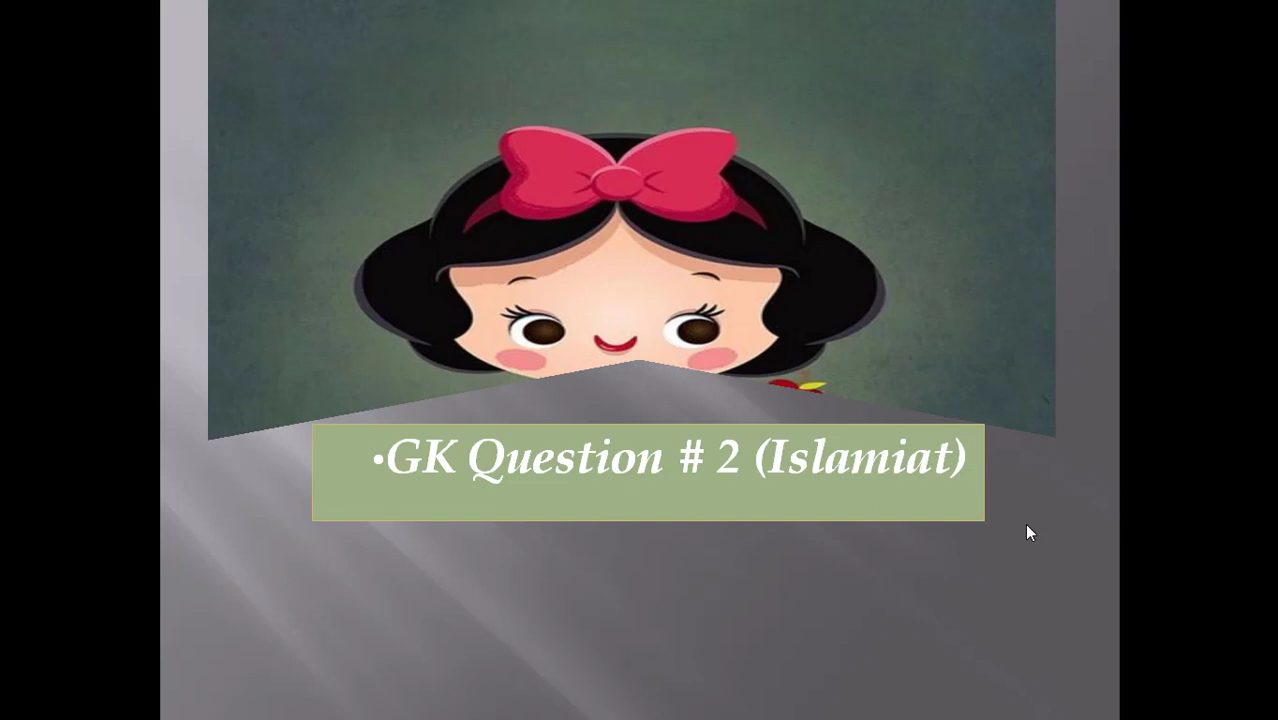 •GK Question # 2 (Islamiat)